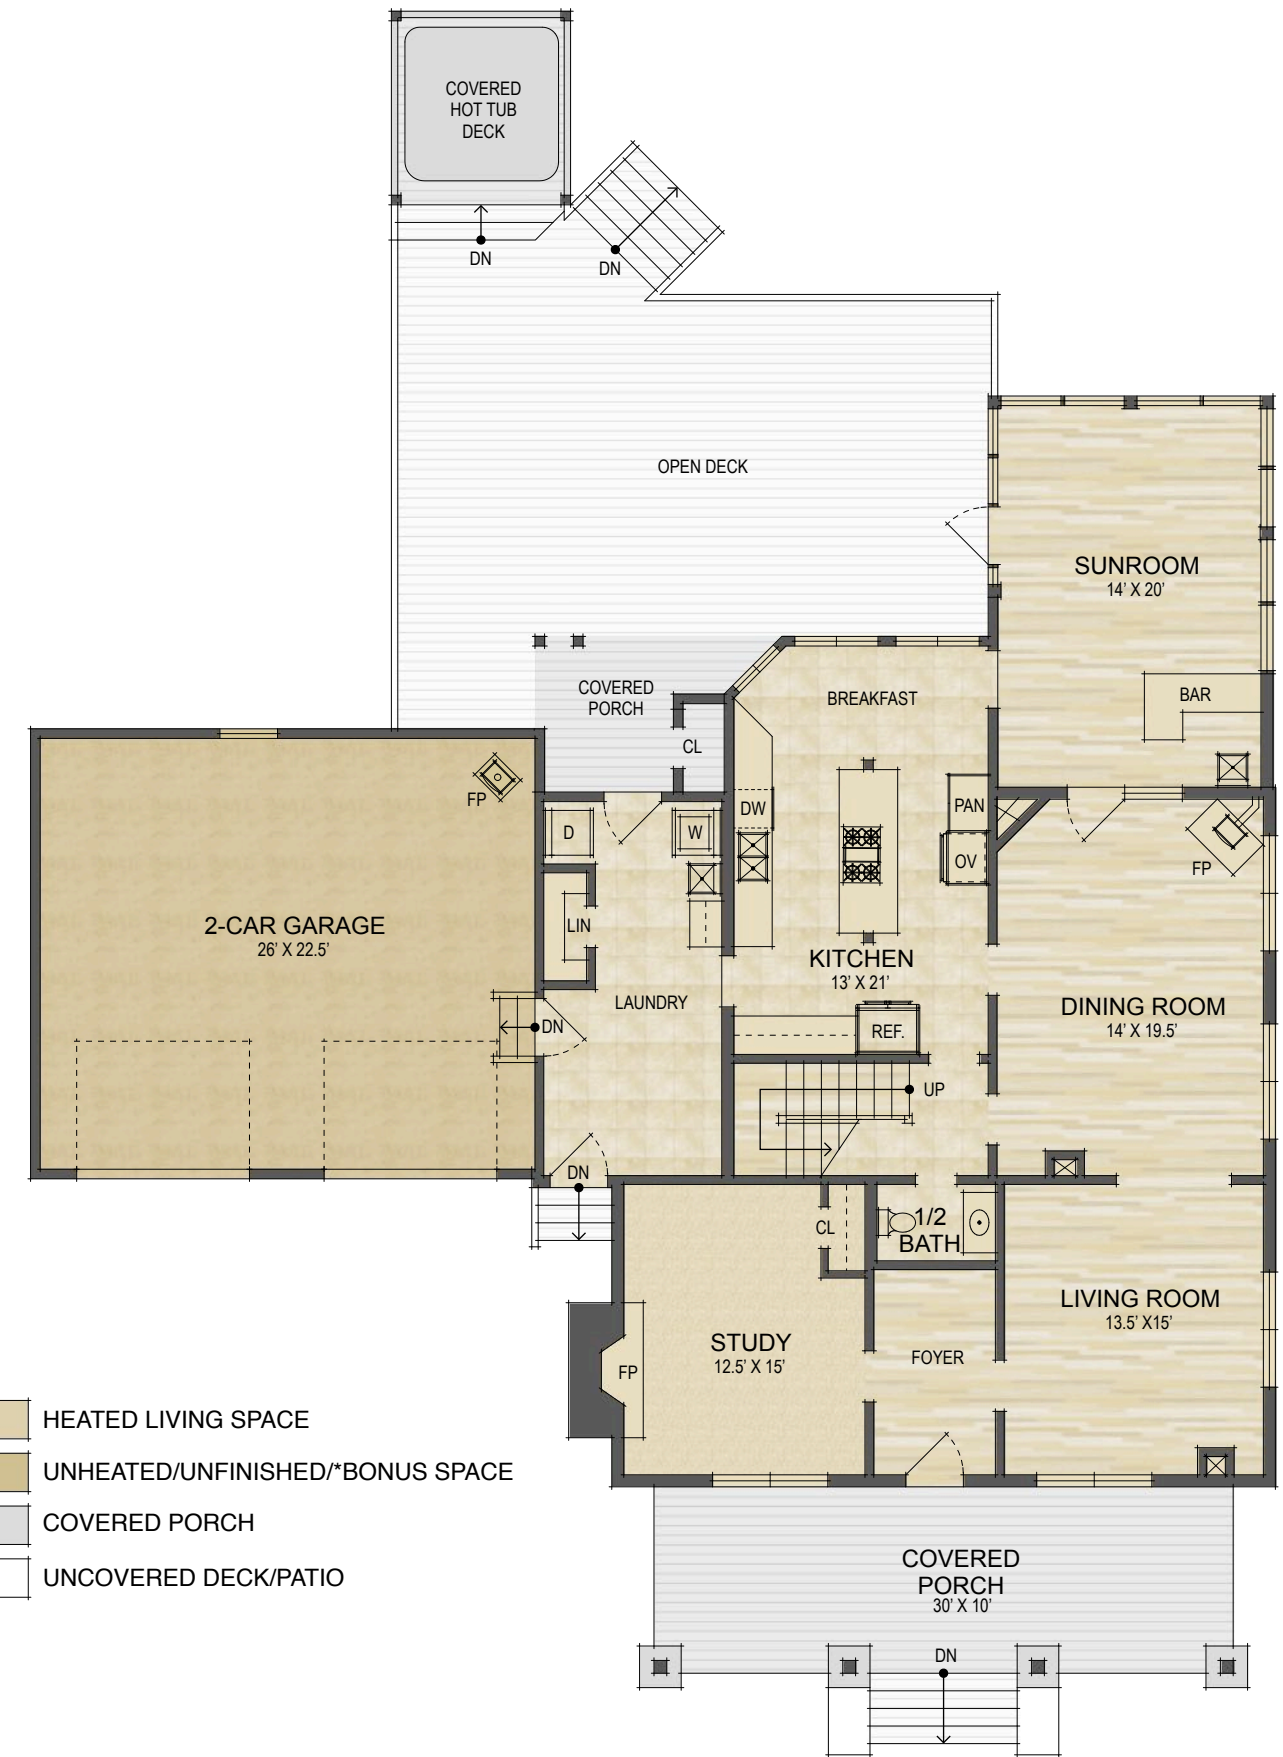 COVERED
HOT TUB
DECK
DN
DN
OPEN DECK
SUNROOM
14' X 20'
BAR
COVERED
PORCH
CL
BREAKFAST
FP
D
W
DW
PAN
OV
FP
LIN
2-CAR GARAGE
26' X 22.5'
KITCHEN
13' X 21'
LAUNDRY
DINING ROOM
14' X 19.5'
DN
REF.
UP
DN
CL
1/2
BATH
LIVING ROOM
13.5' X15'
STUDY
12.5' X 15'
FOYER
FP
HEATED LIVING SPACE
UNHEATED/UNFINISHED/*BONUS SPACE
COVERED PORCH
UNCOVERED DECK/PATIO
COVERED
PORCH
30' X 10'
DN